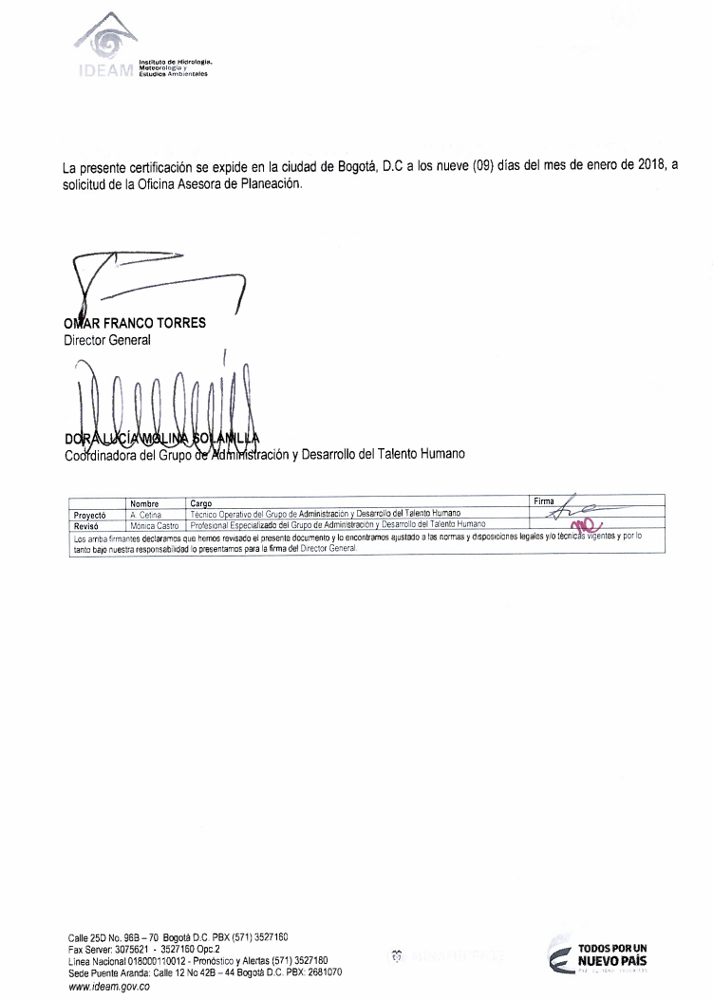 IDEAM
Instituto de Hidrología,
Meteorología y
Estudios Ambientales
La presente certificación se expide en la ciudad de Bogotá, D.C a los nueve (09) días del mes de enero de 2018, a
solicitud de la Oficina Asesora de Planeación.
OMAR FRANCO TORRES
Director General
DORA LUCÍA MOLINA SOLANILLA
Coordinadora del Grupo de Administración y Desarrollo del Talento Humano
Nombre Cargo Firma
Proyectó A. Cetina Técnico Operativo del Grupo de Administración y Desarrollo del Talento Humano
Revisó Mónica Castro Profesional Especializado del Grupo de Administración y Desarrollo del Talento Humano
Los arriba firmantes declaramos que hemos revisado el presente documento y lo encontramos ajustado a las normas y disposiciones legales y/o técnicas vigentes y por lo
tanto bajo nuestra responsabilidad lo presentamos para la firma del Director General.
Calle 25D No. 96B – 70 Bogotá D.C. PBX (571) 3527160
Fax Server: 3075621 - 3527160 Opc.2
Línea Nacional 018000110012 - Pronóstico y Alertas (571) 3527180
Sede Puente Aranda: Calle 12 No 42B – 44 Bogotá D.C. PBX: 2681070
www.ideam.gov.co
MINAMBIENTE
TODOS POR UN
NUEVO PAÍS